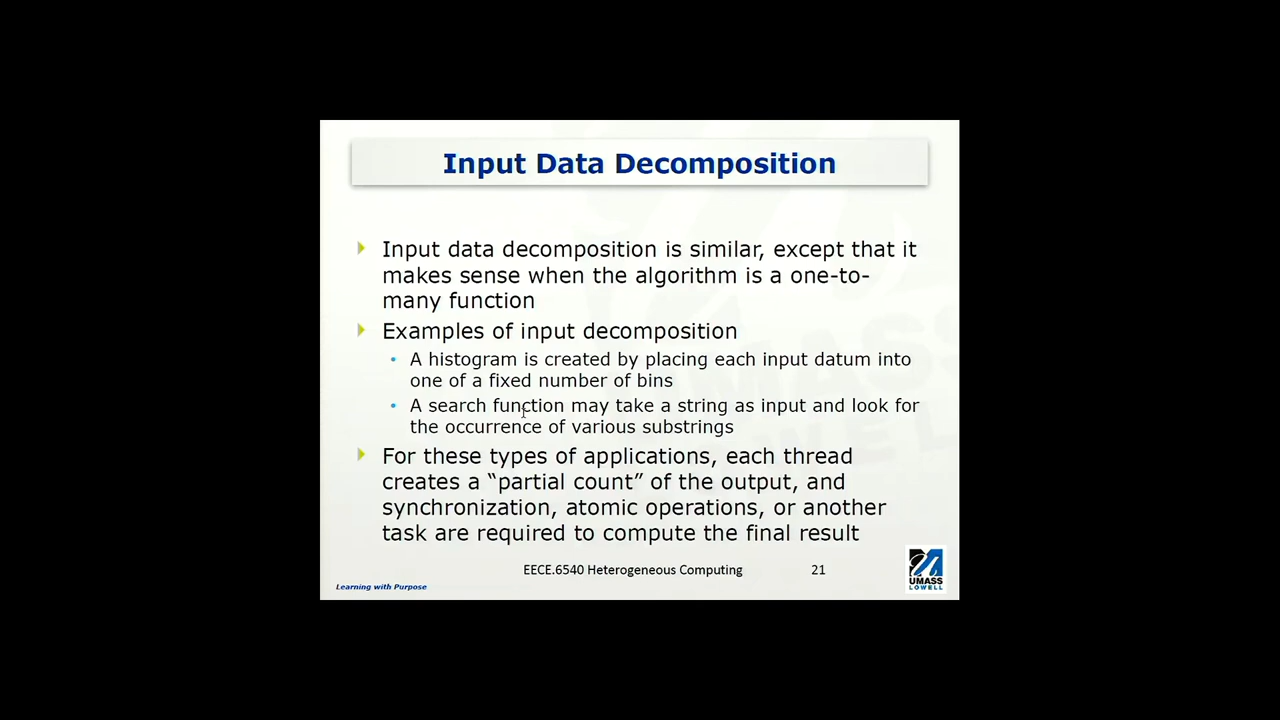 Input Data Decomposition
Input data decomposition is similar, except that it
makes sense when the algorithm is a one-to-
many function
Examples of input decomposition
A histogram is created by placing each input datum into
one of a fixed number of bins
A search function may take a string as input and look for
the occurrence of various substrings
For these types of applications, each thread
creates a “partial count” of the output, and
synchronization, atomic operations, or another
task are required to compute the final result
EECE.6540 Heterogeneous Computing 21
Learning with Purpose
UMASS
LOWELL